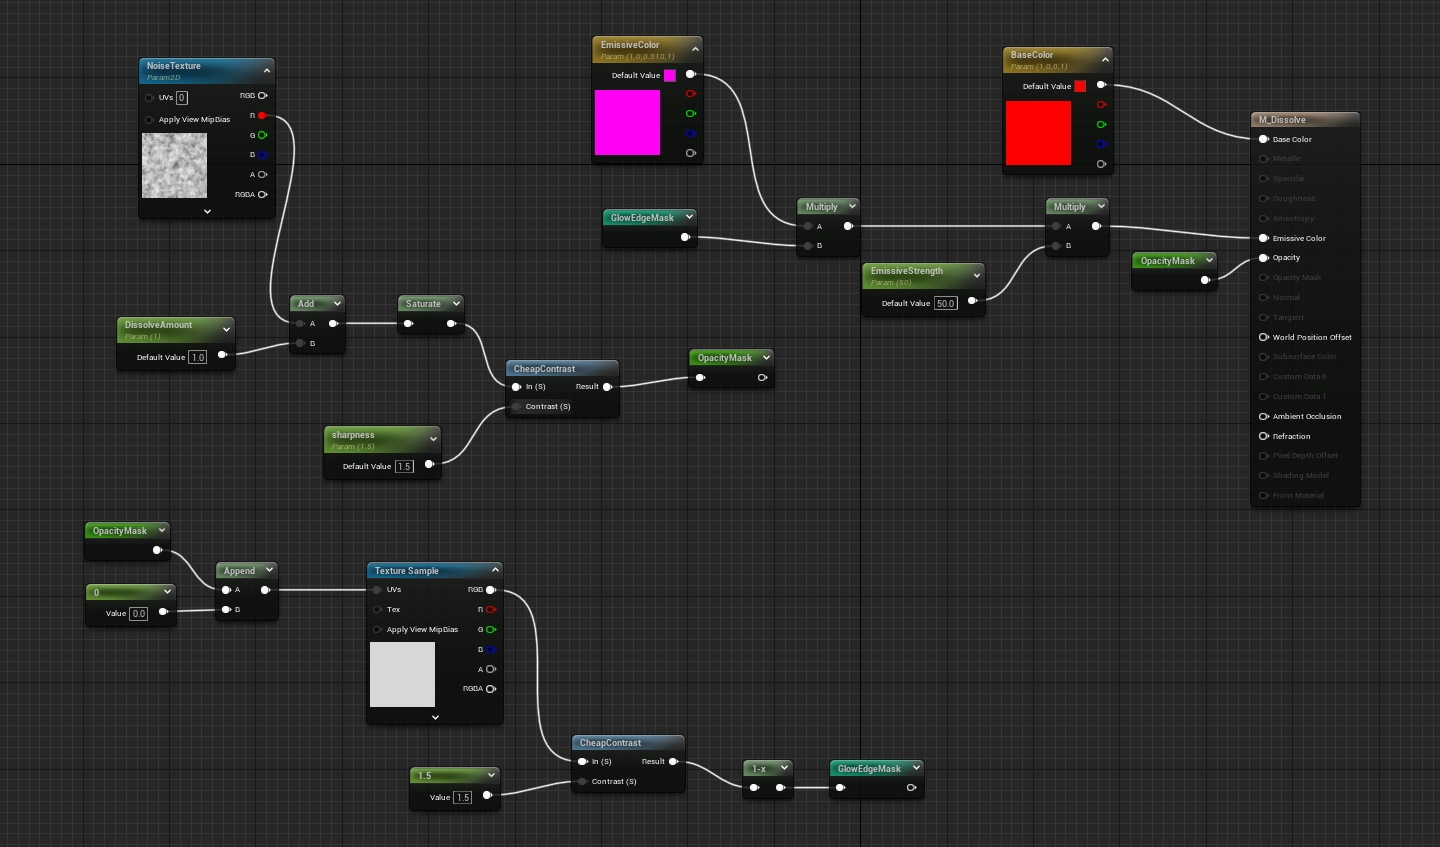 NoiseTexture
Param2D
UVs 0
RGB
Apply View MipBias
R
G
B
A
RGBA
EmissiveColor
Param (1,0,0.910,1)
Default Value
BaseColor
Param (1,0,0,1)
Default Value
M_Dissolve
Base Color
Metallic
Specular
Roughness
Anisotropy
Emissive Color
Opacity
Opacity Mask
Normal
Tangent
World Position Offset
Subsurface Color
Custom Data 0
Custom Data 1
Ambient Occlusion
Refraction
Pixel Depth Offset
Shading Model
Front Material
GlowEdgeMask
Multiply
A
B
Multiply
A
B
EmissiveStrength
Param (50)
Default Value 50.0
OpacityMask
DissolveAmount
Param (1)
Default Value 1.0
Add
A
B
Saturate
CheapContrast
In (S) Result
Contrast (S)
OpacityMask
sharpness
Param (1.5)
Default Value 1.5
OpacityMask
0
Value 0.0
Append
A
B
Texture Sample
UVs RGB
Tex R
Apply View MipBias G
B
A
RGBA
CheapContrast
In (S) Result
Contrast (S)
1.5
Value 1.5
1-x
GlowEdgeMask